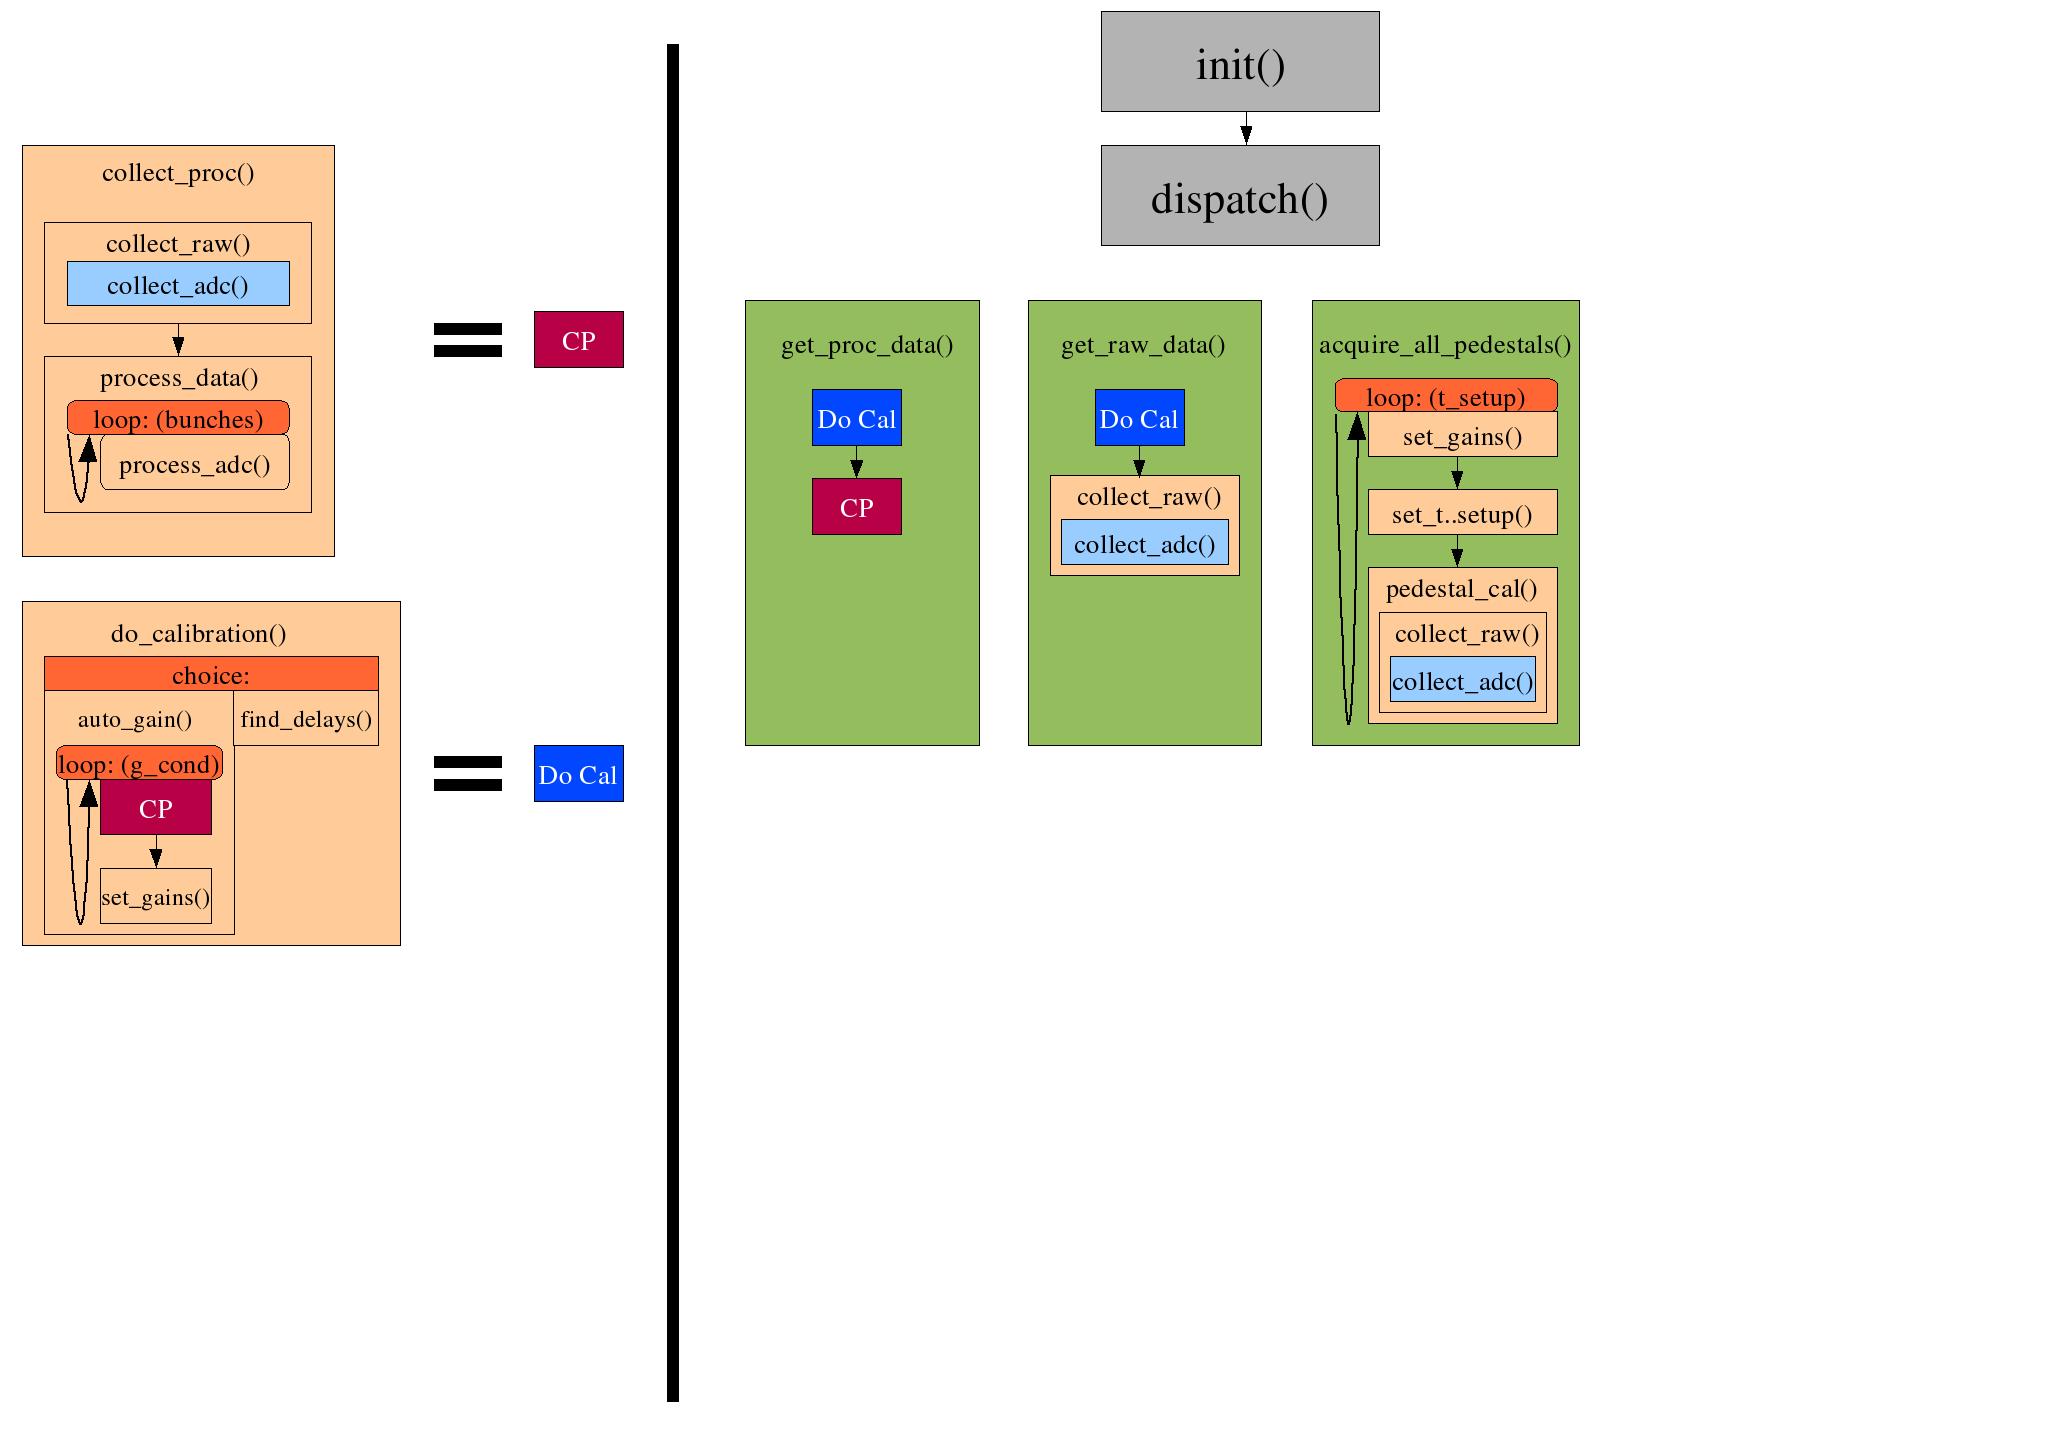 collect_proc()
collect_raw()
collect_adc()
process_data()
loop: (bunches)
process_adc()
CP
do_calibration()
choice:
auto_gain()
find_delays()
loop: (g_cond)
CP
set_gains()
Do Cal
init()
dispatch()
get_proc_data()
Do Cal
CP
get_raw_data()
Do Cal
collect_raw()
collect_adc()
acquire_all_pedestals()
loop: (t_setup)
set_gains()
set_t..setup()
pedestal_cal()
collect_raw()
collect_adc()